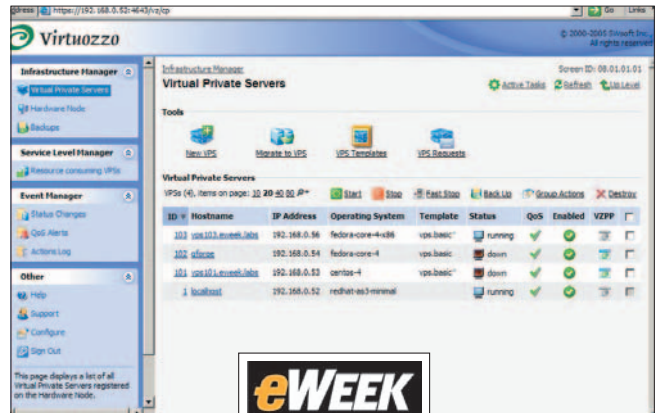 dress https://192.168.0.52:4643/vz/cp Go Links
Virtuozzo
© 2000-2005 SWsoft Inc.,
All rights reserved
Infrastructure Manager
Virtual Private Servers
Hardware Node
Backups
Service Level Manager
Resource consuming VPSs
Event Manager
Status Changes
QoS Alerts
Actions Log
Other
Help
Support
Configure
Sign Out
This page displays a list of all
Virtual Private Servers registered
on the Hardware Node.
Infrastructure Manager
Screen ID: 08.01.01.01
Virtual Private Servers
Active Tasks Refresh Up Level
Tools
New VPS Migrate to VPS VPS Templates VPS Requests
Virtual Private Servers
VPSs (4), items on page: 10 20 40 80 Start Stop Fast Stop Back Up Group Actions Destroy
ID Hostname IP Address Operating System Template Status QoS Enabled VZPP
103 vps103.eweek.labs 192.168.0.56 fedora-core-4-x86 vps.basic* running
102 192.168.0.54 fedora-core-4 vps.basic* down
101 vps101.eweek.labs 192.168.0.53 centos-4 vps.basic* down
1 localhost 192.168.0.52 redhat-as3-minimal running
eWEEK